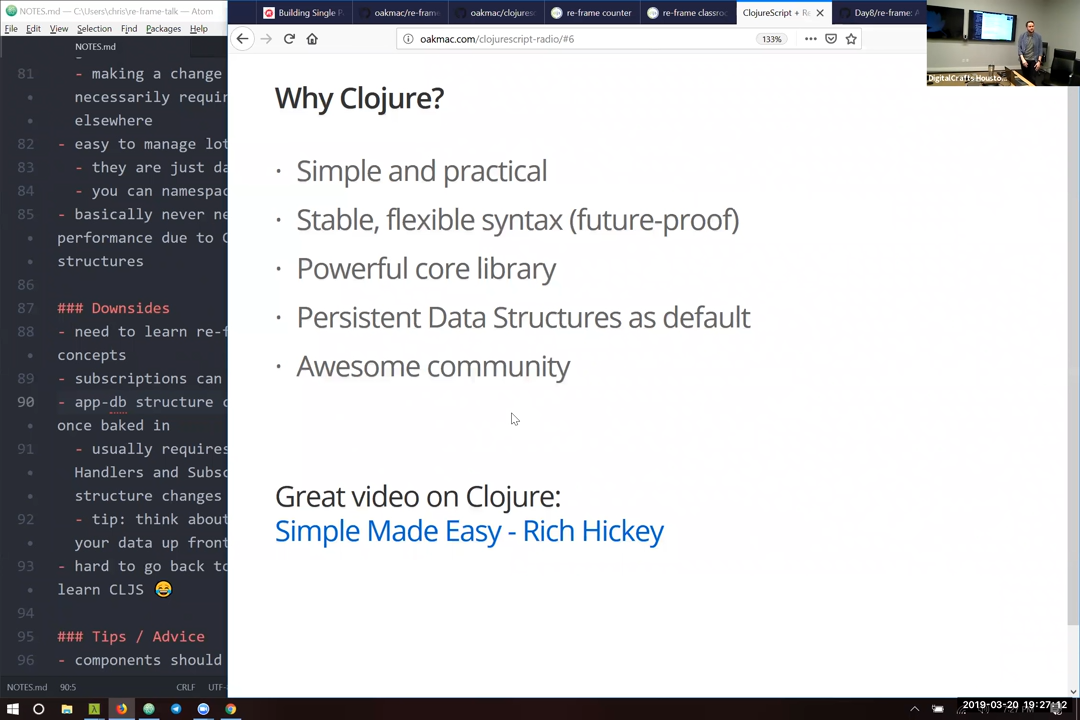 NOTES.md — C:\Users\chris\re-frame-talk — Atom
File Edit View Selection Find Packages Help
NOTES.md
81 - making a change
necessarily requir
elsewhere
82 - easy to manage lot
83 - they are just da
84 - you can namespac
85 - basically never ne
performance due to C
structures
86
87 ### Downsides
88 - need to learn re-f
concepts
89 - subscriptions can
90 - app-db structure c
once baked in
91 - usually requires
Handlers and Subsc
structure changes
92 - tip: think about
your data up front
93 - hard to go back to
learn CLJS 😂
94
95 ### Tips / Advice
96 - components should
NOTES.md 90:5 CRLF UTF-
Building Single P
oakmac/re-frame
oakmac/clojures
re-frame counter
re-frame classro
ClojureScript + Re
Day8/re-frame: A
oakmac.com/clojurescript-radio/#6
133%
Why Clojure?
· Simple and practical
· Stable, flexible syntax (future-proof)
· Powerful core library
· Persistent Data Structures as default
· Awesome community
Great video on Clojure:
Simple Made Easy - Rich Hickey
DigitalCrafts Housto...
2019-03-20 19:27:12